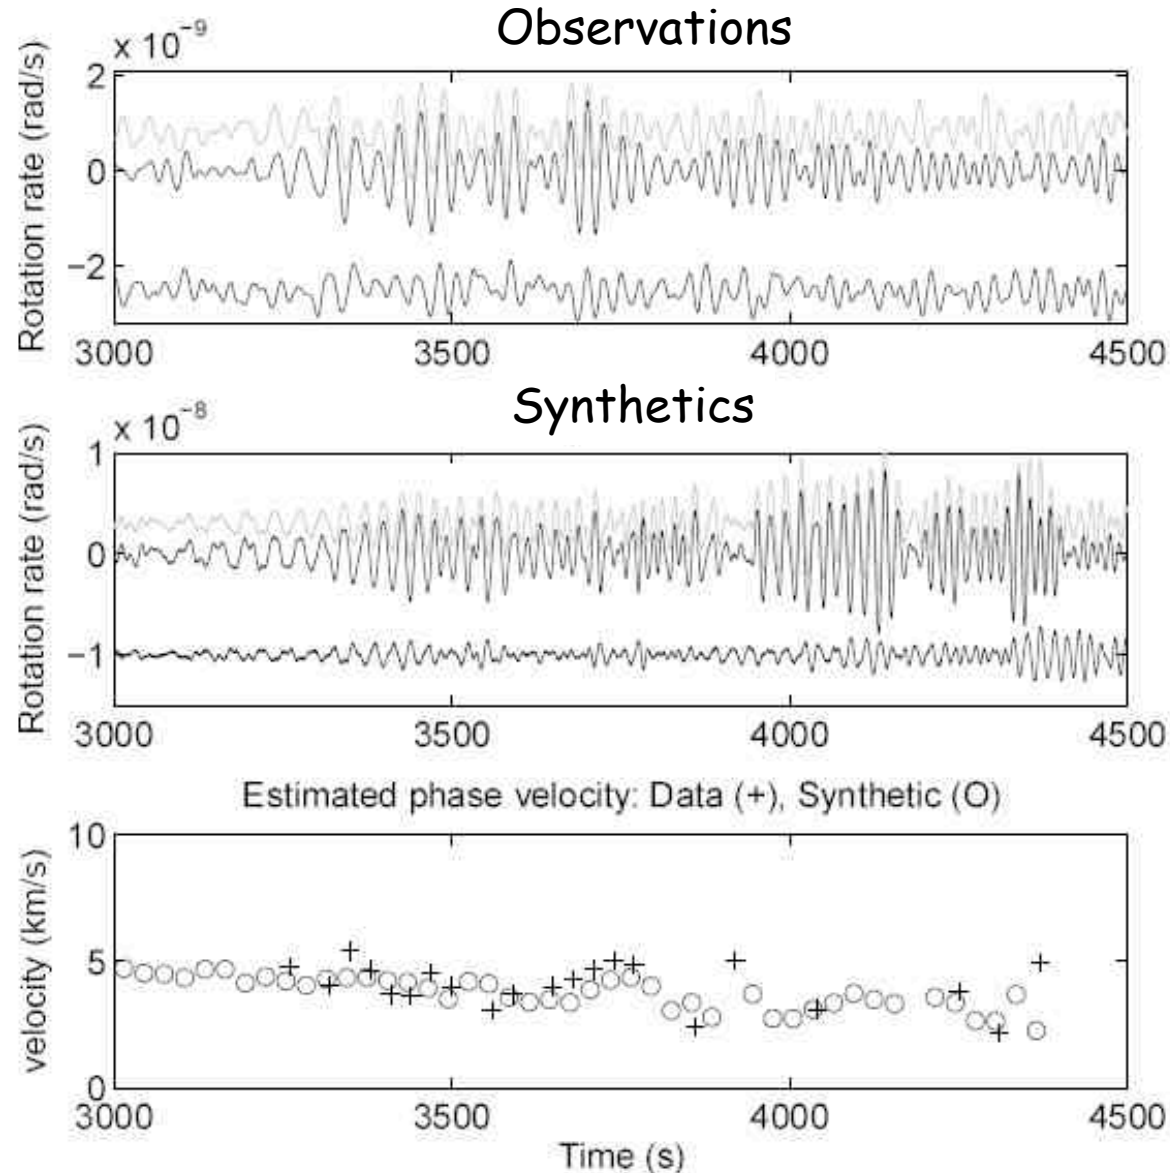 Observations
x 10⁻⁹
Rotation rate (rad/s)
2
0
−2
3000 3500 4000 4500
Synthetics
x 10⁻⁸
Rotation rate (rad/s)
1
0
−1
3000 3500 4000 4500
Estimated phase velocity: Data (+), Synthetic (O)
velocity (km/s)
10
5
0
3000 3500 4000 4500
Time (s)